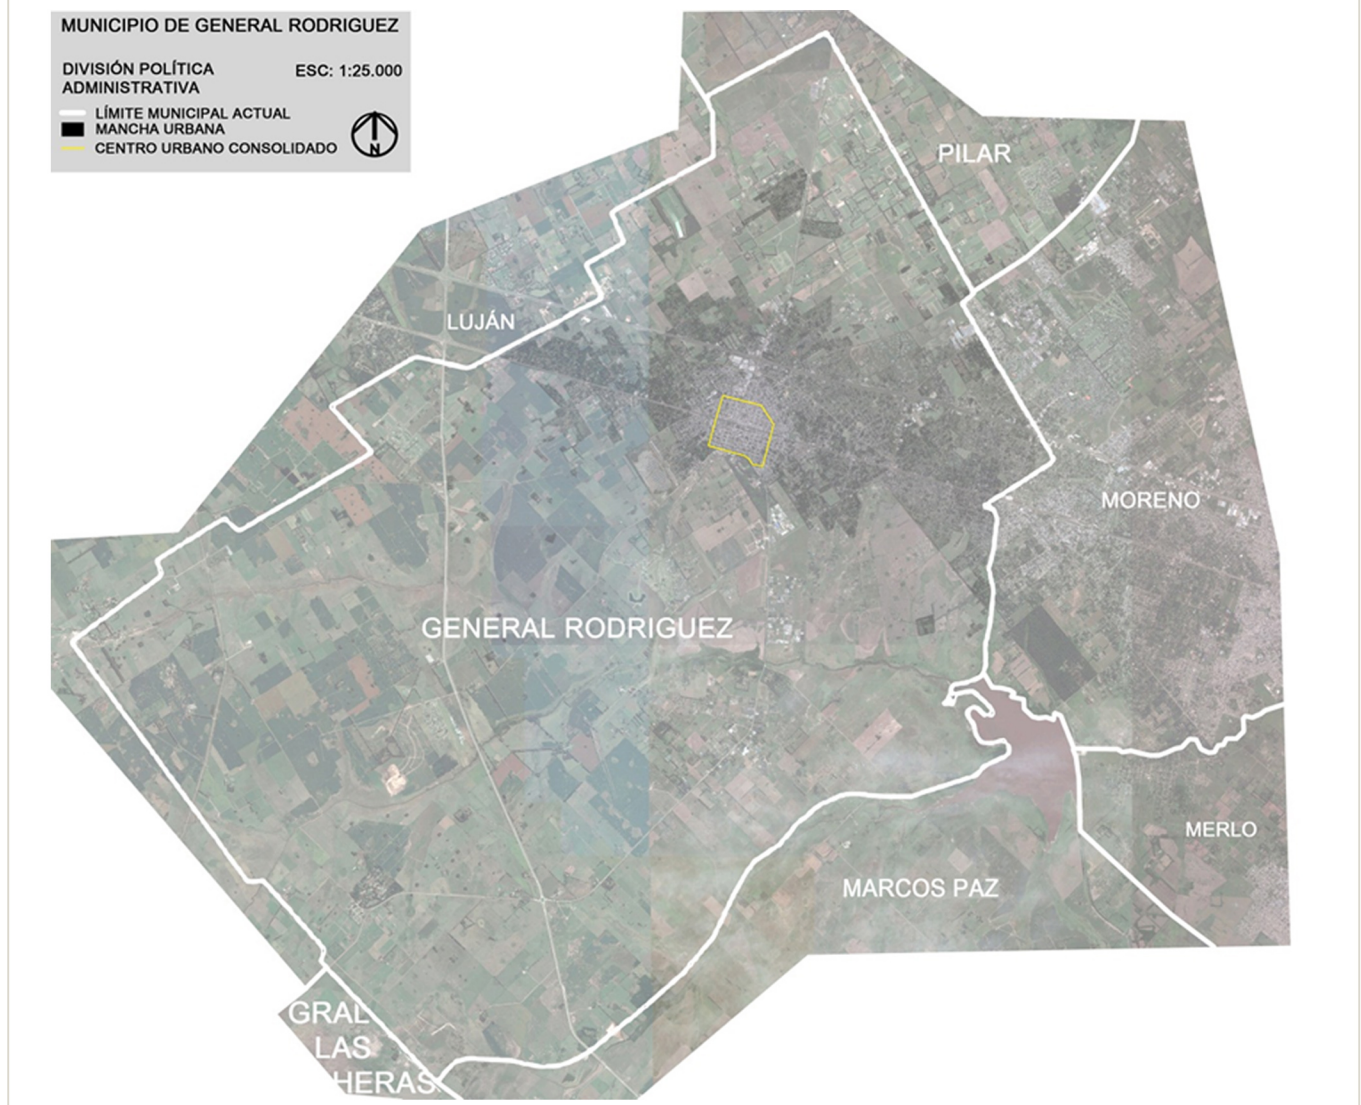 MUNICIPIO DE GENERAL RODRIGUEZ
DIVISIÓN POLÍTICA
ADMINISTRATIVA
ESC: 1:25.000
LÍMITE MUNICIPAL ACTUAL
MANCHA URBANA
CENTRO URBANO CONSOLIDADO
N
PILAR
LUJÁN
MORENO
GENERAL RODRIGUEZ
MERLO
MARCOS PAZ
GRAL
LAS
HERAS